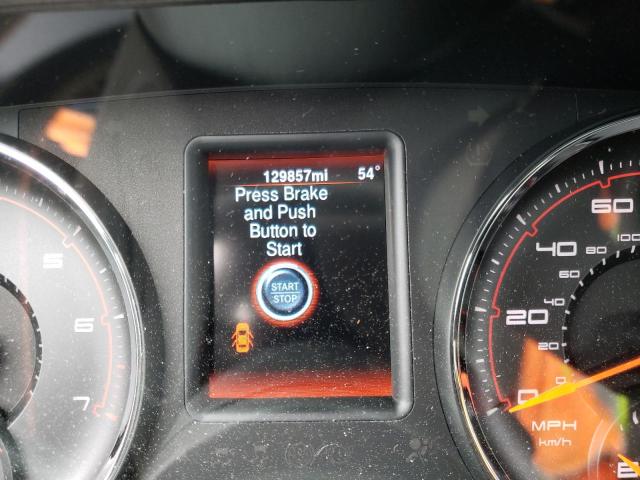 129857mi 54°
Press Brake
and Push
Button to
Start
START
STOP
5
6
7
60
40
20
0
100
80
60
40
20
0
MPH
km/h